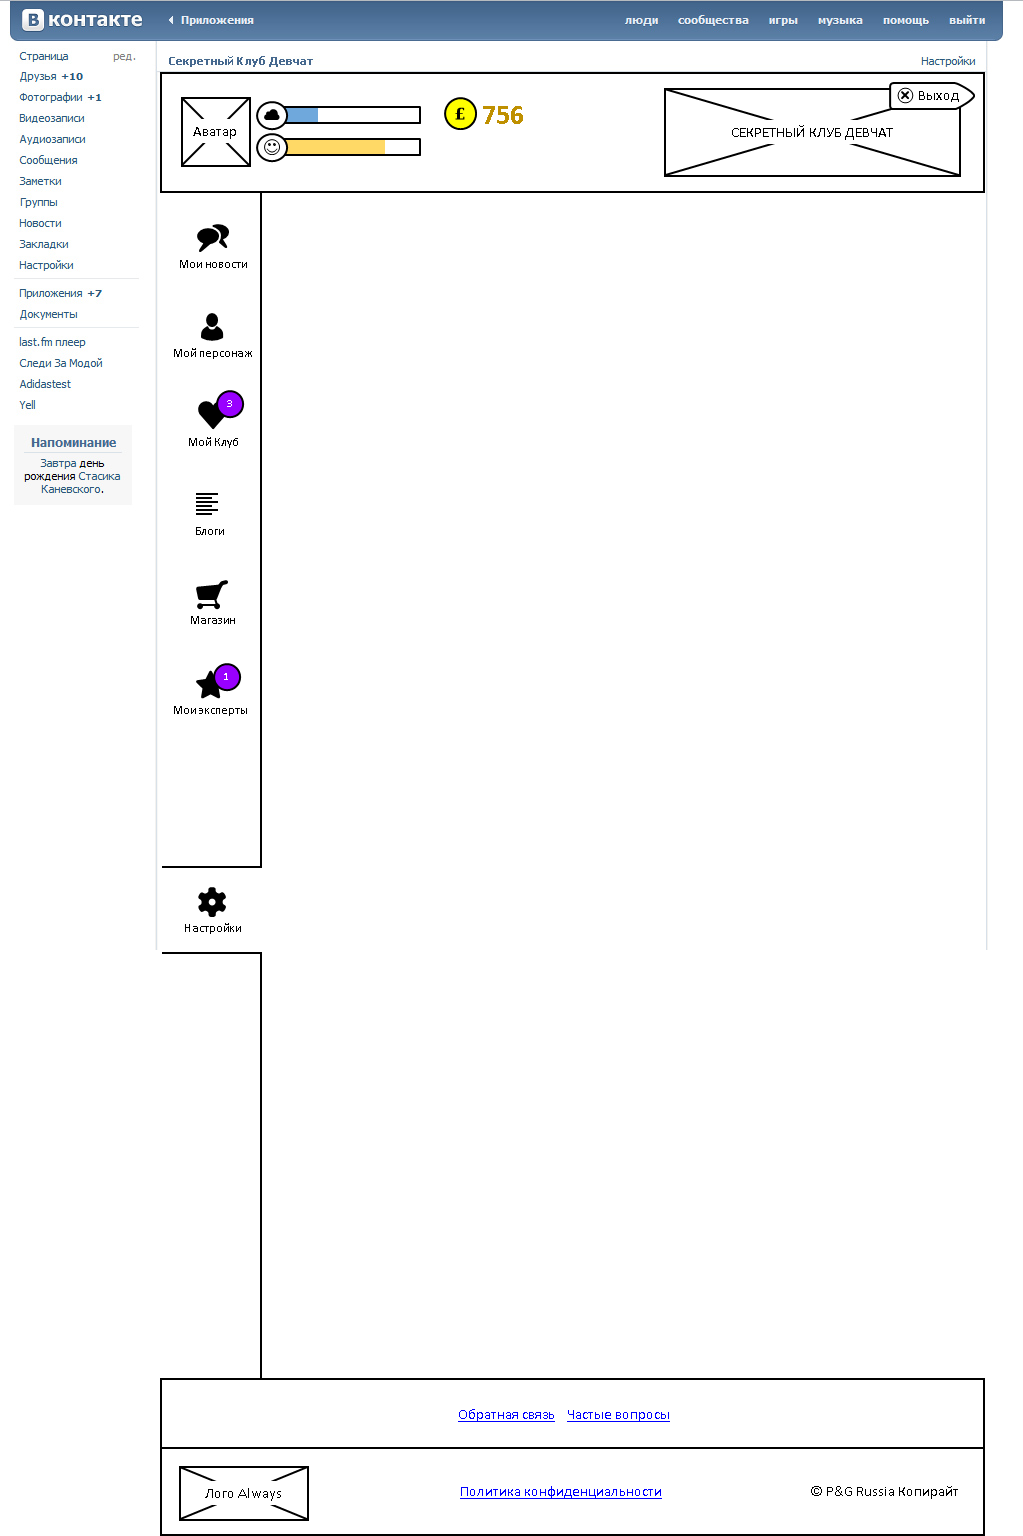 В контакте
Приложения
люди сообщества игры музыка помощь выйти
Страница ред.
Друзья +10
Фотографии +1
Видеозаписи
Аудиозаписи
Сообщения
Заметки
Группы
Новости
Закладки
Настройки
Приложения +7
Документы
last.fm плеер
Следи За Модой
Adidastest
Yell
Напоминание
Завтра день
рождения Стасика
Каневского.
Секретный Клуб Девчат
Настройки
Аватар
£ 756
Выход
СЕКРЕТНЫЙ КЛУБ ДЕВЧАТ
Мои новости
Мой персонаж
3
Мой Клуб
Блоги
Магазин
1
Мои эксперты
Настройки
Обратная связь Частые вопросы
Лого Always
Политика конфиденциальности
© P&G Russia Копирайт